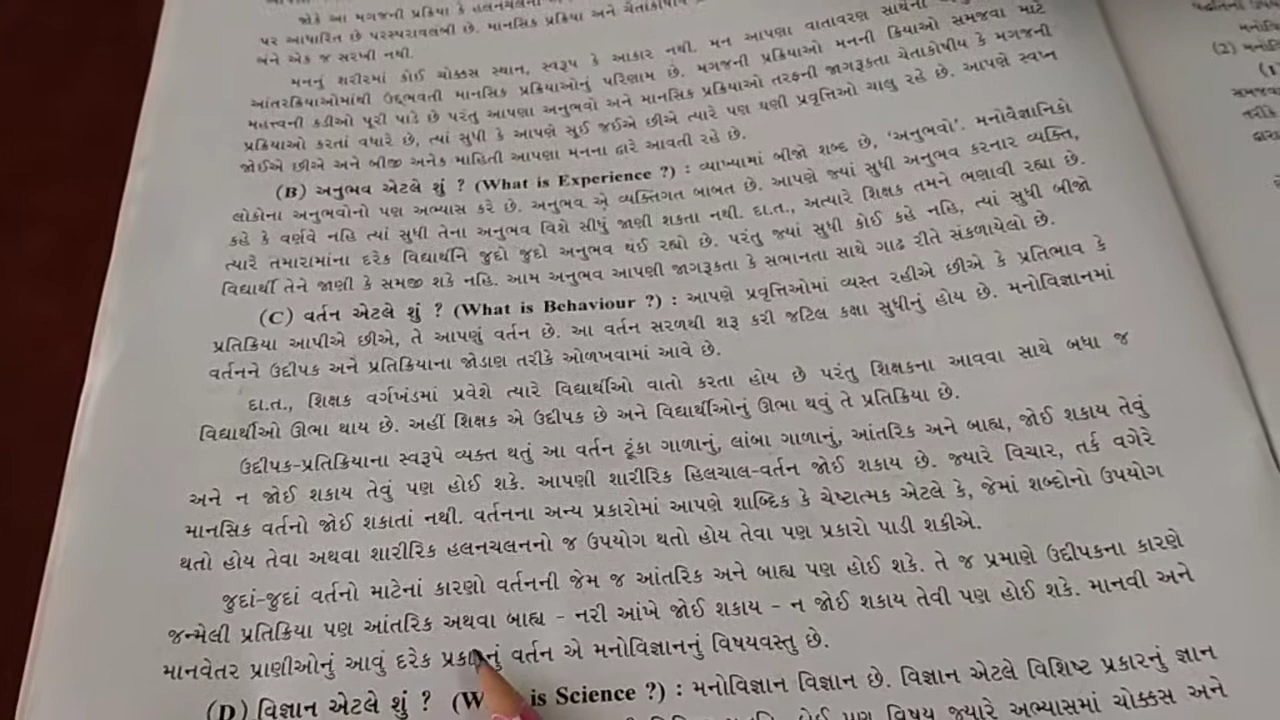 જોકે આ મગજની પ્રક્રિયા કે હલનચલનની
પર આધારિત છે પરસ્પરાવલંબી છે. માનસિક પ્રક્રિયા અને ચેતાકોષીય
બંને એક જ સરખી નથી.
મનનું શરીરમાં કોઈ ચોક્કસ સ્થાન, સ્વરૂપ કે આકાર નથી. મન આપણા વાતાવરણ સાથેની
આંતરક્રિયાઓમાંથી ઉદ્ભવતી માનસિક પ્રક્રિયાઓનું પરિણામ છે. મગજની પ્રક્રિયાઓ મનની ક્રિયાઓ સમજવા માટે
મહત્ત્વની કડીઓ પૂરી પાડે છે પરંતુ આપણા અનુભવો અને માનસિક પ્રક્રિયાઓ તરફની જાગરૂકતા ચેતાકોષીય કે મગજની
પ્રક્રિયાઓ કરતાં વધારે છે, ત્યાં સુધી કે આપણે સૂઈ જઈએ છીએ ત્યારે પણ ઘણી પ્રવૃત્તિઓ ચાલુ રહે છે. આપણે સ્વપ્ન
જોઈએ છીએ અને બીજી અનેક માહિતી આપણા મનના દ્વારે આવતી રહે છે.
(B) અનુભવ એટલે શું ? (What is Experience ?) : વ્યાખ્યામાં બીજો શબ્દ છે, ‘અનુભવો’. મનોવૈજ્ઞાનિકો
લોકોના અનુભવોનો પણ અભ્યાસ કરે છે. અનુભવ એ વ્યક્તિગત બાબત છે. આપણે જ્યાં સુધી અનુભવ કરનાર વ્યક્તિ,
કહે કે વર્ણવે નહિ ત્યાં સુધી તેના અનુભવ વિશે સીધું જાણી શકતા નથી. દા.ત., અત્યારે શિક્ષક તમને ભણાવી રહ્યા છે.
ત્યારે તમારામાંના દરેક વિદ્યાર્થીને જુદો જુદો અનુભવ થઈ રહ્યો છે. પરંતુ જ્યાં સુધી કોઈ કહે નહિ, ત્યાં સુધી બીજો
વિદ્યાર્થી તેને જાણી કે સમજી શકે નહિ. આમ અનુભવ આપણી જાગરૂકતા કે સભાનતા સાથે ગાઢ રીતે સંકળાયેલો છે.
(C) વર્તન એટલે શું ? (What is Behaviour ?) : આપણે પ્રવૃત્તિઓમાં વ્યસ્ત રહીએ છીએ કે પ્રતિભાવ કે
પ્રતિક્રિયા આપીએ છીએ, તે આપણું વર્તન છે. આ વર્તન સરળથી શરૂ કરી જટિલ કક્ષા સુધીનું હોય છે. મનોવિજ્ઞાનમાં
વર્તનને ઉદ્દીપક અને પ્રતિક્રિયાના જોડાણ તરીકે ઓળખવામાં આવે છે.
દા.ત., શિક્ષક વર્ગખંડમાં પ્રવેશે ત્યારે વિદ્યાર્થીઓ વાતો કરતા હોય છે પરંતુ શિક્ષકના આવવા સાથે બધા જ
વિદ્યાર્થીઓ ઊભા થાય છે. અહીં શિક્ષક એ ઉદ્દીપક છે અને વિદ્યાર્થીઓનું ઊભા થવું તે પ્રતિક્રિયા છે.
ઉદ્દીપક-પ્રતિક્રિયાના સ્વરૂપે વ્યક્ત થતું આ વર્તન ટૂંકા ગાળાનું, લાંબા ગાળાનું, આંતરિક અને બાહ્ય, જોઈ શકાય તેવું
અને ન જોઈ શકાય તેવું પણ હોઈ શકે. આપણી શારીરિક હિલચાલ-વર્તન જોઈ શકાય છે. જ્યારે વિચાર, તર્ક વગેરે
માનસિક વર્તનો જોઈ શકાતાં નથી. વર્તનના અન્ય પ્રકારોમાં આપણે શાબ્દિક કે ચેષ્ટાત્મક એટલે કે, જેમાં શબ્દોનો ઉપયોગ
થતો હોય તેવા અથવા શારીરિક હલનચલનનો જ ઉપયોગ થતો હોય તેવા પણ પ્રકારો પાડી શકીએ.
જુદાં-જુદાં વર્તનો માટેનાં કારણો વર્તનની જેમ જ આંતરિક અને બાહ્ય પણ હોઈ શકે. તે જ પ્રમાણે ઉદ્દીપકના કારણે
જન્મેલી પ્રતિક્રિયા પણ આંતરિક અથવા બાહ્ય - નરી આંખે જોઈ શકાય - ન જોઈ શકાય તેવી પણ હોઈ શકે. માનવી અને
માનવેતર પ્રાણીઓનું આવું દરેક પ્રકારનું વર્તન એ મનોવિજ્ઞાનનું વિષયવસ્તુ છે.
(D) વિજ્ઞાન એટલે શું ? is Science ?) : મનોવિજ્ઞાન વિજ્ઞાન છે. વિજ્ઞાન એટલે વિશિષ્ટ પ્રકારનું જ્ઞાન
કોઈ પણ વિષય જ્યારે અભ્યાસમાં ચોક્કસ અને
(2)
(1
સમજવા
તરીકે